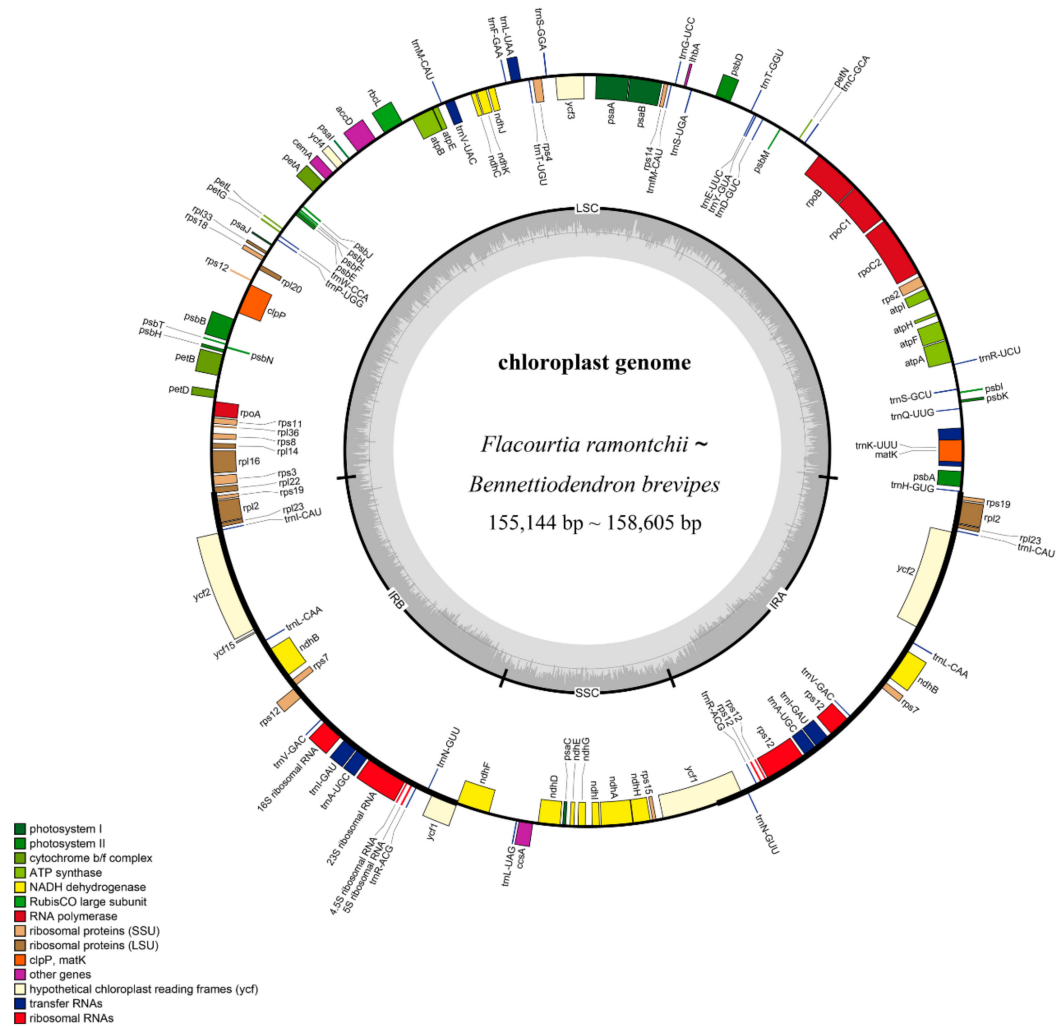 trnL-UAA
trnF-GAA
trnS-GGA
trnG-UCC
lhbA
psbD
trnT-GGU
petN
trnC-GCA
trnM-CAU
rbcL
accD
psaI
ycf4
cemA
petA
petL
petG
rpl33
rps18
psaJ
rps12
psbB
psbT
psbH
petB
petD
atpB
atpE
trnV-UAC
ndhC
ndhK
ndhJ
trnT-UGU
rps4
ycf3
psaA
psaB
rps14
trnfM-CAU
trnS-UGA
trnE-UUC
trnY-GUA
trnD-GUC
psbM
rpoB
rpoC1
rpoC2
rps2
atpI
atpH
atpF
atpA
trnR-UCU
trnS-GCU
psbI
psbK
trnQ-UUG
trnK-UUU
matK
psbA
trnH-GUG
psbJ
psbL
psbF
psbE
trnW-CCA
trnP-UGG
rpl20
clpP
psbN
rpoA
rps11
rpl36
rps8
rpl14
rpl16
rps3
rpl22
rps19
rpl2
rpl23
trnI-CAU
LSC
chloroplast genome
Flacourtia ramontchii ~
Bennettiodendron brevipes
155,144 bp ~ 158,605 bp
IRB
IRA
SSC
rps19
rpl2
rpl23
trnI-CAU
ycf2
trnL-CAA
ndhB
rps7
trnV-GAC
rps12
trnI-GAU
trnA-UGC
rps12
rps12
rps12
trnR-ACG
trnN-GUU
ycf1
rps15
ndhH
ndhA
ndhI
ndhG
ndhE
psaC
ndhD
ccsA
trnL-UAG
ndhF
trnN-GUU
ycf1
trnR-ACG
5S ribosomal RNA
4.5S ribosomal RNA
23S ribosomal RNA
trnA-UGC
trnI-GAU
16S ribosomal RNA
trnV-GAC
rps12
rps7
ndhB
trnL-CAA
ycf15
ycf2
photosystem I
photosystem II
cytochrome b/f complex
ATP synthase
NADH dehydrogenase
RubisCO large subunit
RNA polymerase
ribosomal proteins (SSU)
ribosomal proteins (LSU)
clpP, matK
other genes
hypothetical chloroplast reading frames (ycf)
transfer RNAs
ribosomal RNAs